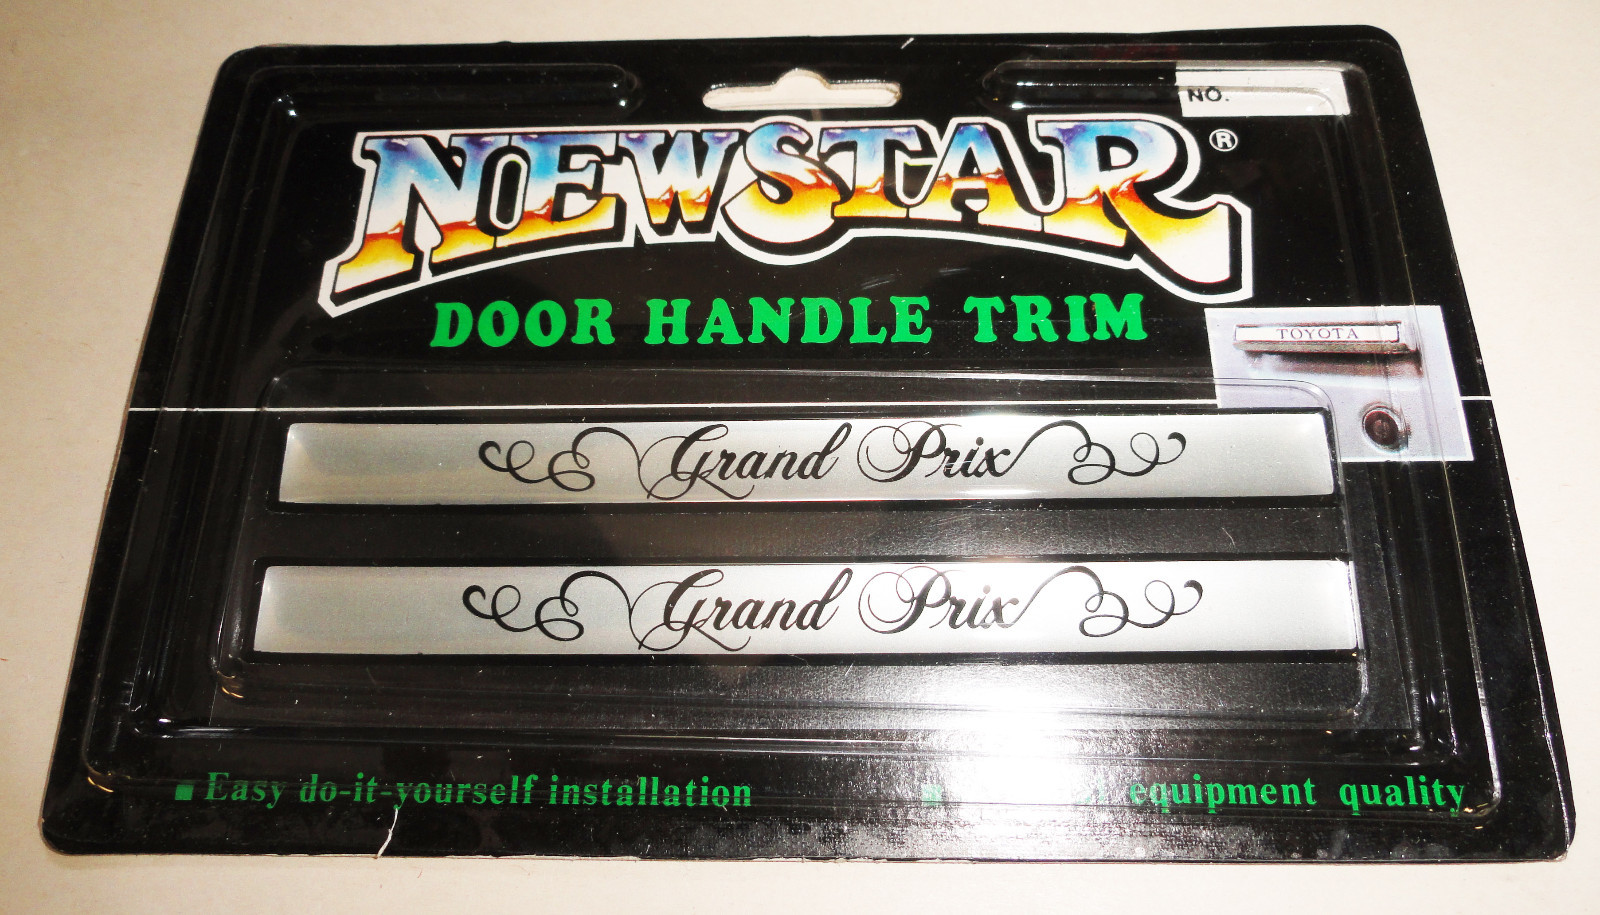 NO.
NEWSTAR ®
DOOR HANDLE TRIM
TOYOTA
Grand Prix
Grand Prix
Easy do-it-yourself installation
equipment quality